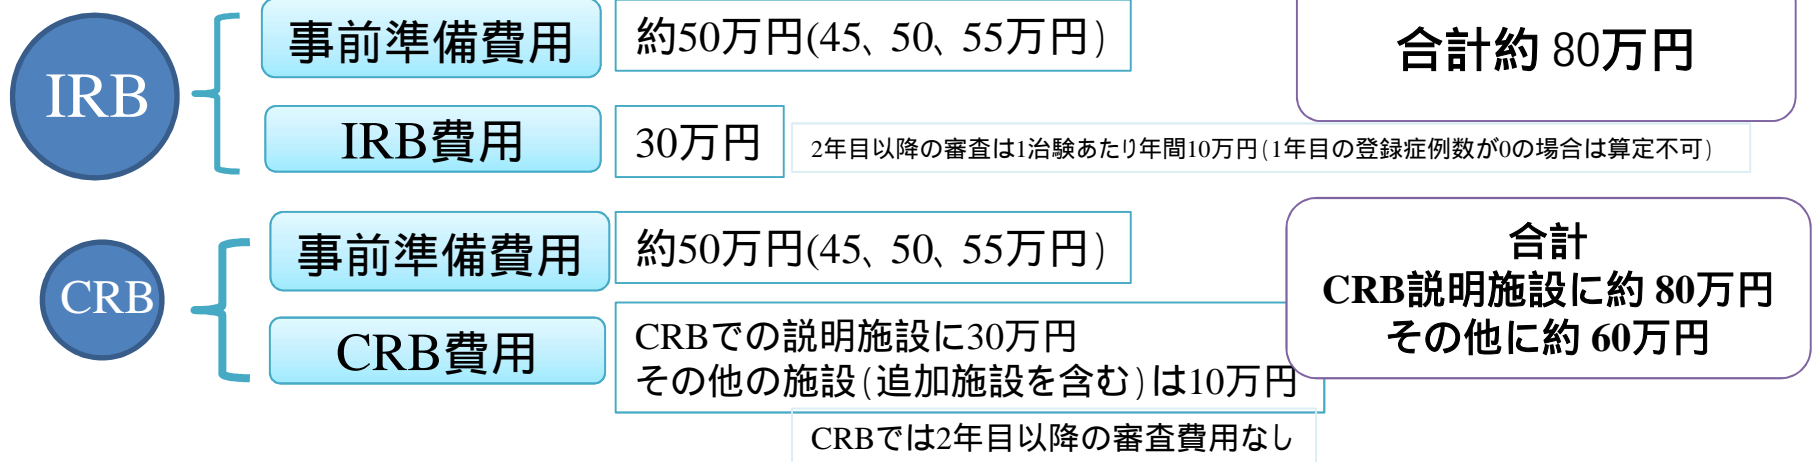 IRB
事前準備費用
約50万円(45、50、55万円)
合計約 80万円
IRB費用
30万円
2年目以降の審査は1治験あたり年間10万円(1年目の登録症例数が0の場合は算定不可)
CRB
事前準備費用
約50万円(45、50、55万円)
合計
CRB説明施設に約 80万円
その他に約 60万円
CRB費用
CRBでの説明施設に30万円
その他の施設(追加施設を含む)は10万円
CRBでは2年目以降の審査費用なし